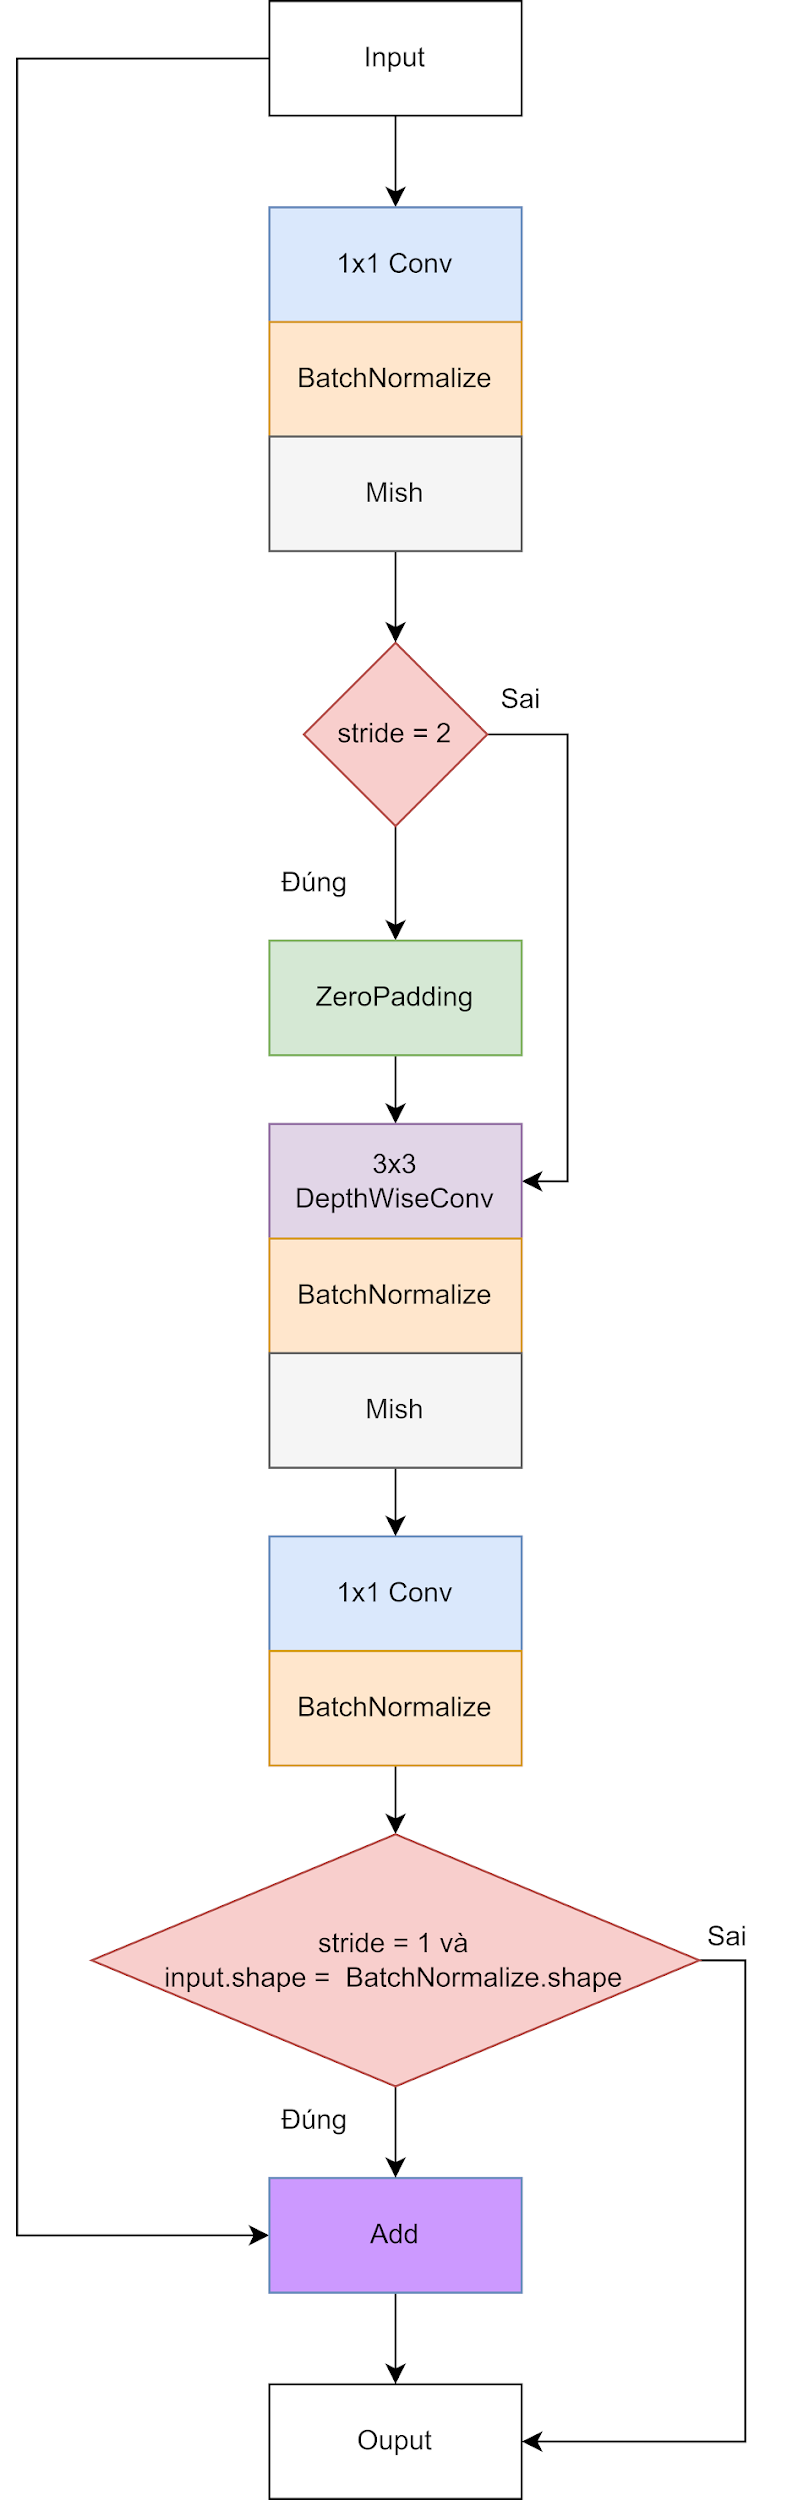 Input
1x1 Conv
BatchNormalize
Mish
stride = 2
Sai
Đúng
ZeroPadding
3x3
DepthWiseConv
BatchNormalize
Mish
1x1 Conv
BatchNormalize
stride = 1 và
input.shape = BatchNormalize.shape
Sai
Đúng
Add
Ouput